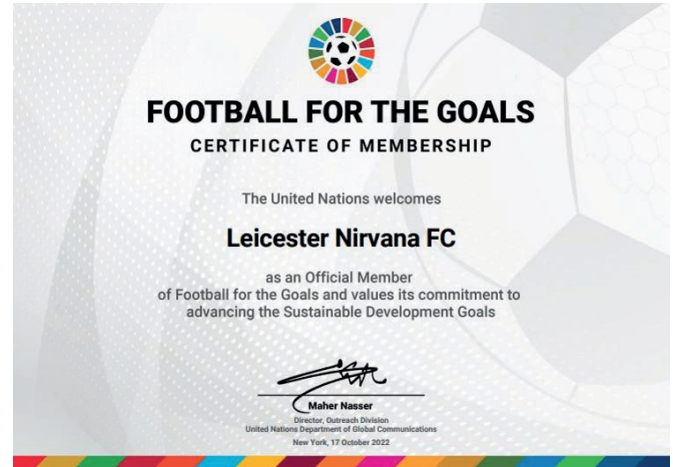 FOOTBALL FOR THE GOALS
CERTIFICATE OF MEMBERSHIP
The United Nations welcomes
Leicester Nirvana FC
as an Official Member
of Football for the Goals and values its commitment to
advancing the Sustainable Development Goals
Maher Nasser
Director, Outreach Division
United Nations Department of Global Communications
New York, 17 October 2022